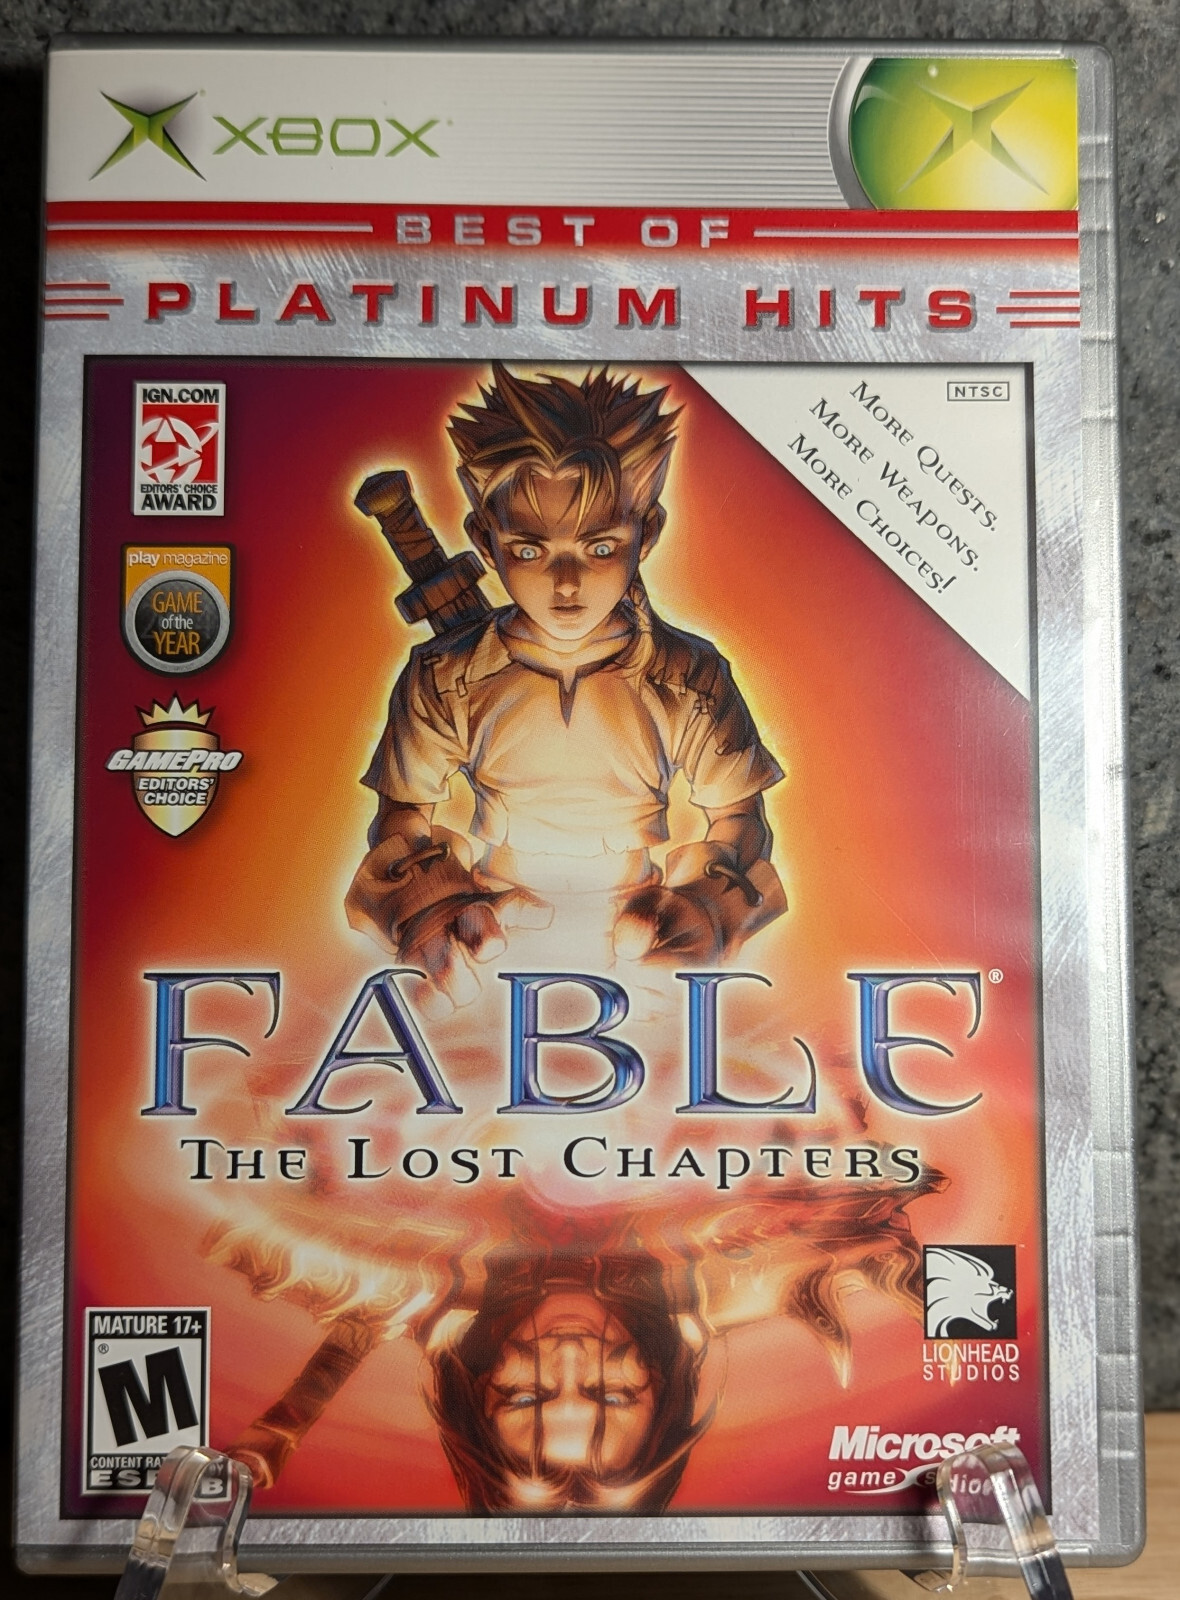 XBOX
BEST OF
PLATINUM HITS
NTSC
MORE QUESTS.
MORE WEAPONS.
MORE CHOICES!
IGN.COM
EDITORS' CHOICE
AWARD
play magazine
GAME
of the
YEAR
GAMEPRO
EDITORS'
CHOICE
FABLE®
THE LOST CHAPTERS
LIONHEAD
STUDIOS
MATURE 17+
M
®
CONTENT
Microsoft
game